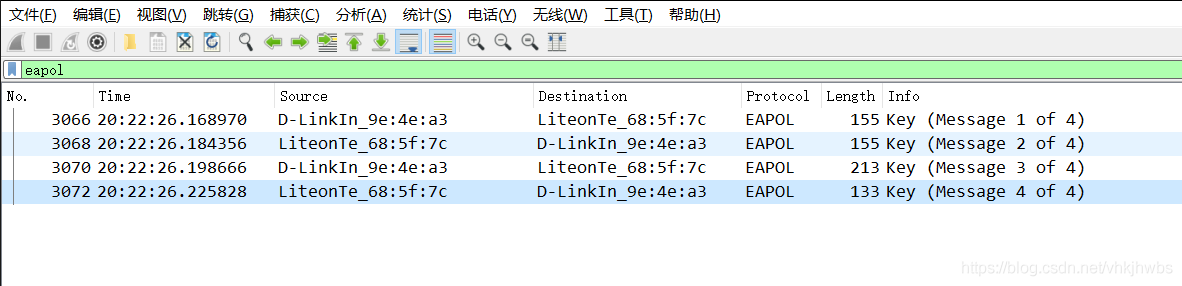 文件(F) 编辑(E) 视图(V) 跳转(G) 捕获(C) 分析(A) 统计(S) 电话(Y) 无线(W) 工具(T) 帮助(H)
eapol
No. Time Source Destination Protocol Length Info
3066 20:22:26.168970 D-LinkIn_9e:4e:a3 LiteonTe_68:5f:7c EAPOL 155 Key (Message 1 of 4)
3068 20:22:26.184356 LiteonTe_68:5f:7c D-LinkIn_9e:4e:a3 EAPOL 155 Key (Message 2 of 4)
3070 20:22:26.198666 D-LinkIn_9e:4e:a3 LiteonTe_68:5f:7c EAPOL 213 Key (Message 3 of 4)
3072 20:22:26.225828 LiteonTe_68:5f:7c D-LinkIn_9e:4e:a3 EAPOL 133 Key (Message 4 of 4)
https://blog.csdn.net/vhkjhwbs